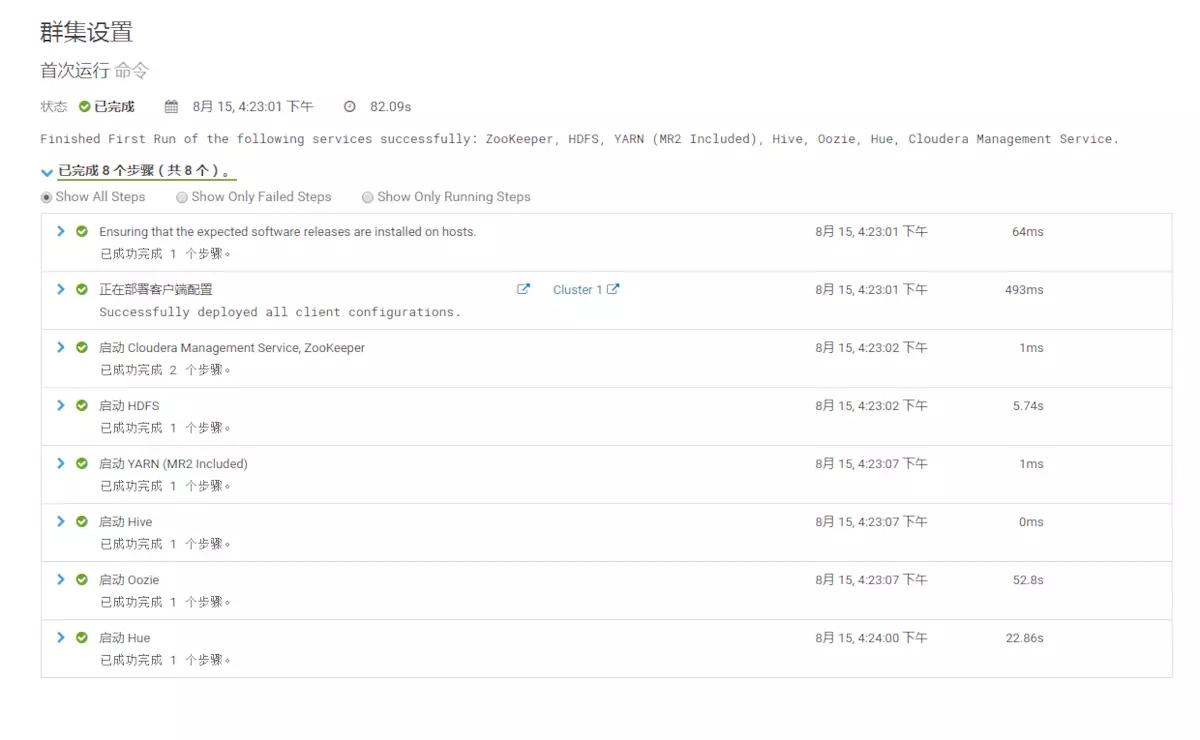 群集设置
首次运行 命令
状态 已完成 8月 15, 4:23:01 下午 82.09s
Finished First Run of the following services successfully: ZooKeeper, HDFS, YARN (MR2 Included), Hive, Oozie, Hue, Cloudera Management Service.
已完成 8 个步骤（共 8 个）。
Show All Steps Show Only Failed Steps Show Only Running Steps
Ensuring that the expected software releases are installed on hosts. 8月 15, 4:23:01 下午 64ms
已成功完成 1 个步骤。
正在部署客户端配置 Cluster 1 8月 15, 4:23:01 下午 493ms
Successfully deployed all client configurations.
启动 Cloudera Management Service, ZooKeeper 8月 15, 4:23:02 下午 1ms
已成功完成 2 个步骤。
启动 HDFS 8月 15, 4:23:02 下午 5.74s
已成功完成 1 个步骤。
启动 YARN (MR2 Included) 8月 15, 4:23:07 下午 1ms
已成功完成 1 个步骤。
启动 Hive 8月 15, 4:23:07 下午 0ms
已成功完成 1 个步骤。
启动 Oozie 8月 15, 4:23:07 下午 52.8s
已成功完成 1 个步骤。
启动 Hue 8月 15, 4:24:00 下午 22.86s
已成功完成 1 个步骤。